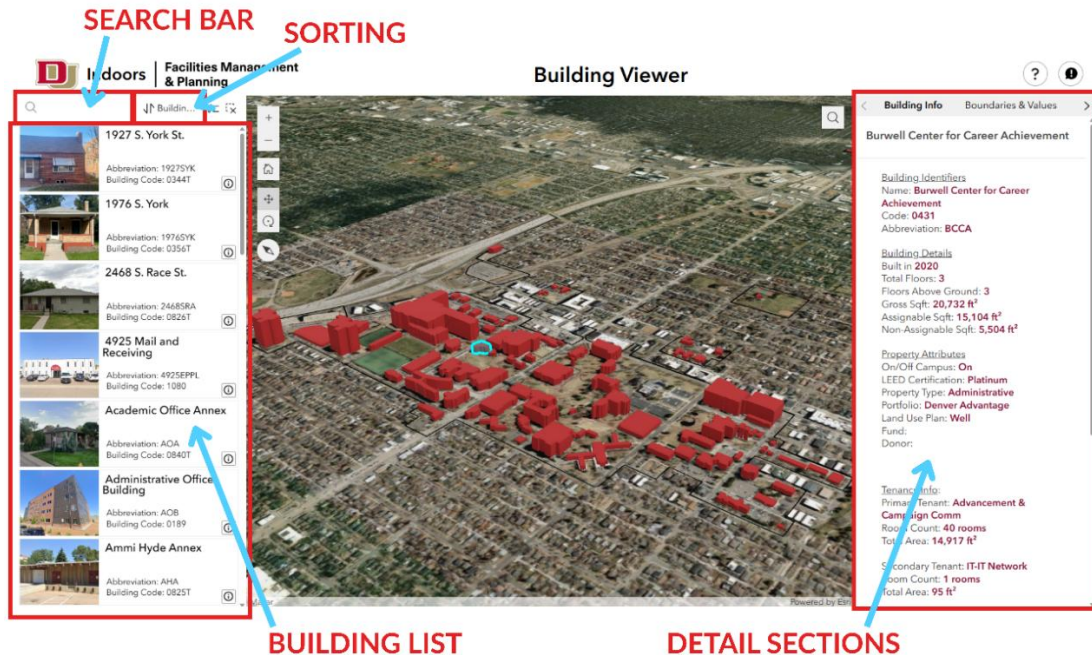 SEARCH BAR
SORTING
DU Indoors
Facilities Management
& Planning
Building Viewer
?
Buildin...
1927 S. York St.
Abbreviation: 1927SYK
Building Code: 0344T
1976 S. York
Abbreviation: 1976SYK
Building Code: 0356T
2468 S. Race St.
Abbreviation: 2468SRA
Building Code: 0826T
4925 Mail and
Receiving
Abbreviation: 4925EPPL
Building Code: 1080
Academic Office Annex
Abbreviation: AOA
Building Code: 0840T
Administrative Office
Building
Abbreviation: AOB
Building Code: 0189
Ammi Hyde Annex
Abbreviation: AHA
Building Code: 0825T
Powered by Esri
Building Info
Boundaries & Values
Burwell Center for Career Achievement
Building Identifiers
Name: Burwell Center for Career
Achievement
Code: 0431
Abbreviation: BCCA
Building Details
Built in 2020
Total Floors: 3
Floors Above Ground: 3
Gross Sqft: 20,732 ft²
Assignable Sqft: 15,104 ft²
Non-Assignable Sqft: 5,504 ft²
Property Attributes
On/Off Campus: On
LEED Certification: Platinum
Property Type: Administrative
Portfolio: Denver Advantage
Land Use Plan: Well
Fund:
Donor:
Tenancy Info:
Primary Tenant: Advancement &
Campaign Comm
Room Count: 40 rooms
Total Area: 14,917 ft²
Secondary Tenant: IT-IT Network
Room Count: 1 rooms
Total Area: 95 ft²
BUILDING LIST
DETAIL SECTIONS